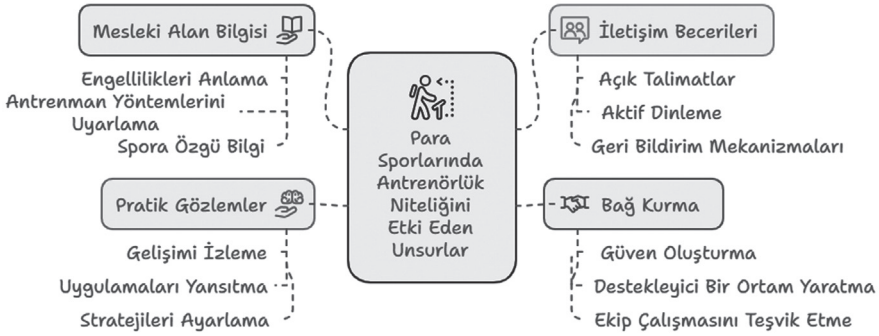 Mesleki Alan Bilgisi
Engellilikleri Anlama
Antrenman Yöntemlerini
Uyarlama
Spora Özgü Bilgi
Pratik Gözlemler
Gelişimi İzleme
Uygulamaları Yansıtma
Stratejileri Ayarlama
Para
Sporlarında
Antrenörlük
Niteliğini
Etki Eden
Unsurlar
İletişim Becerileri
Açık Talimatlar
Aktif Dinleme
Geri Bildirim Mekanizmaları
Bağ Kurma
Güven Oluşturma
Destekleyici Bir Ortam Yaratma
Ekip Çalışmasını Teşvik Etme